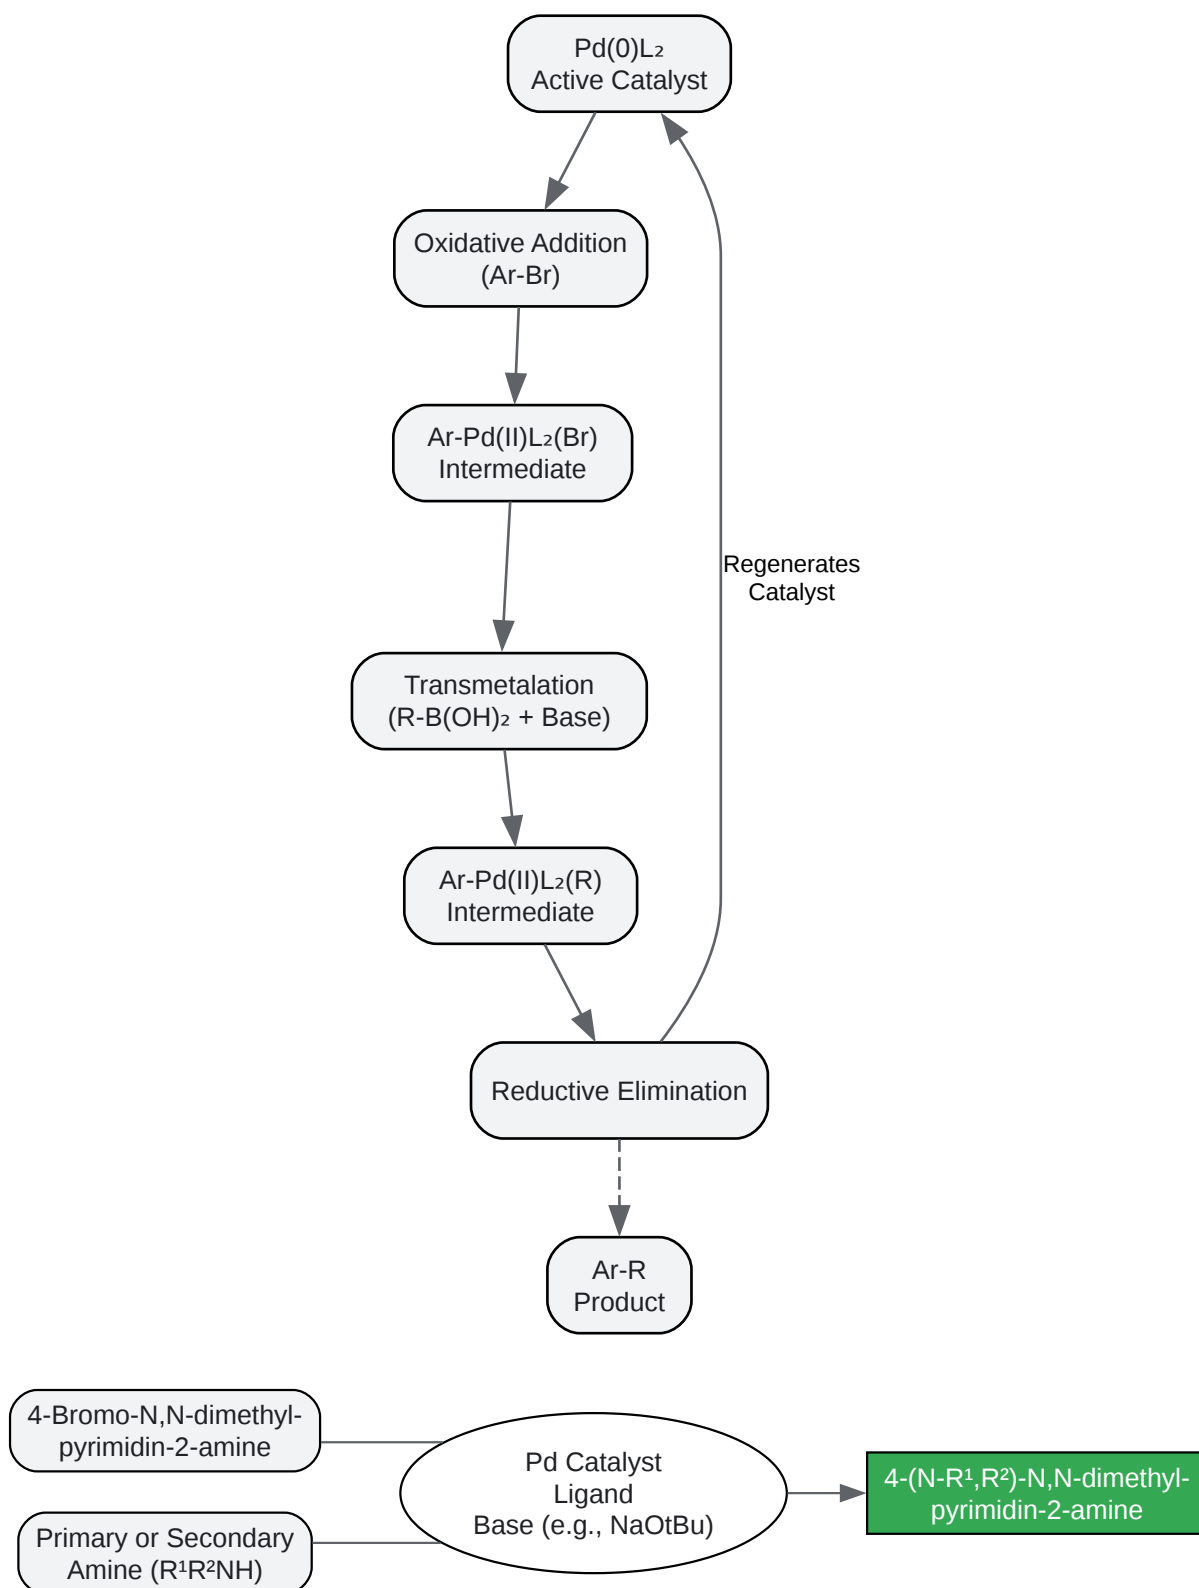 Pd(0)L₂
Active Catalyst
Oxidative Addition
(Ar-Br)
Ar-Pd(II)L₂(Br)
Intermediate
Regenerates
Catalyst
Transmetalation
(R-B(OH)₂ + Base)
Ar-Pd(II)L₂(R)
Intermediate
Reductive Elimination
Ar-R
Product
4-Bromo-N,N-dimethyl-
pyrimidin-2-amine
Primary or Secondary
Amine (R¹R²NH)
Pd Catalyst
Ligand
Base (e.g., NaOtBu)
4-(N-R¹,R²)-N,N-dimethyl-
pyrimidin-2-amine